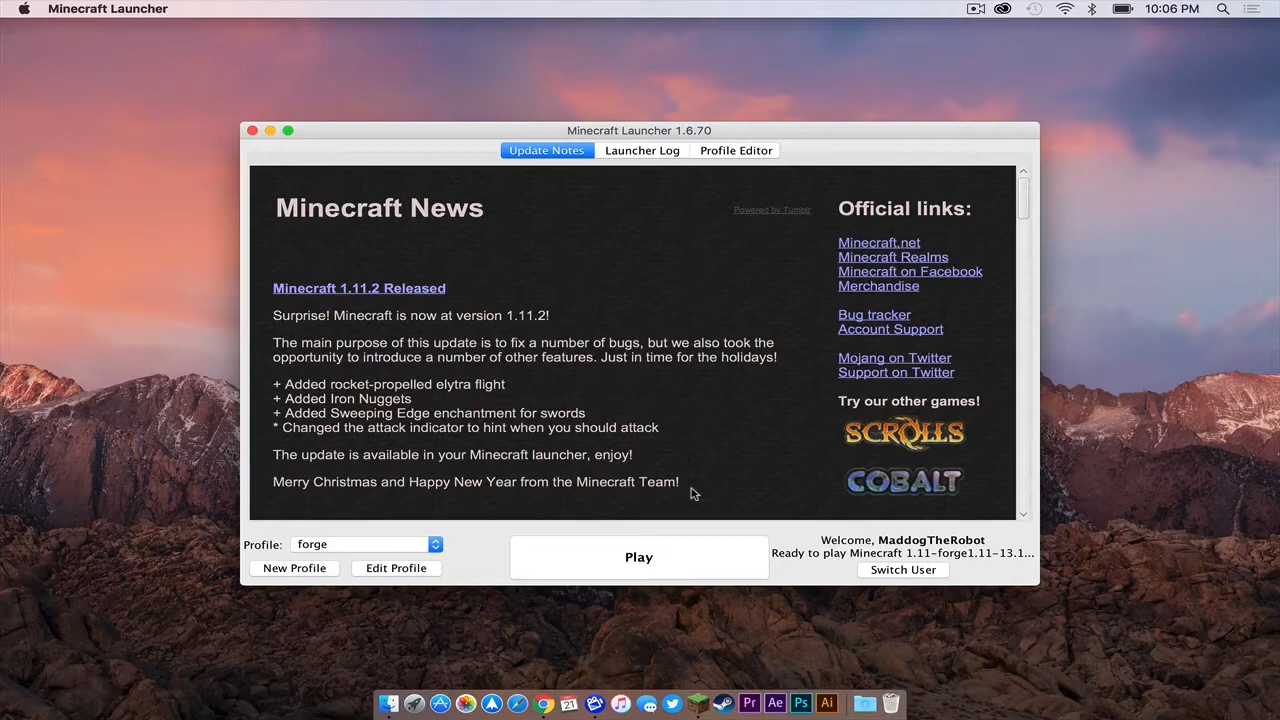 Minecraft Launcher
10:06 PM
Minecraft Launcher 1.6.70
Update Notes
Launcher Log
Profile Editor
Minecraft News
Powered by Tumblr
Minecraft 1.11.2 Released
Surprise! Minecraft is now at version 1.11.2!
The main purpose of this update is to fix a number of bugs, but we also took the
opportunity to introduce a number of other features. Just in time for the holidays!
+ Added rocket-propelled elytra flight
+ Added Iron Nuggets
+ Added Sweeping Edge enchantment for swords
* Changed the attack indicator to hint when you should attack
The update is available in your Minecraft launcher, enjoy!
Merry Christmas and Happy New Year from the Minecraft Team!
Official links:
Minecraft.net
Minecraft Realms
Minecraft on Facebook
Merchandise
Bug tracker
Account Support
Mojang on Twitter
Support on Twitter
Try our other games!
SCROLLS
COBALT
Profile:
forge
New Profile
Edit Profile
Play
Welcome, MaddogTheRobot
Ready to play Minecraft 1.11-forge1.11-13.1...
Switch User
21
Pr
Ae
Ps
Ai